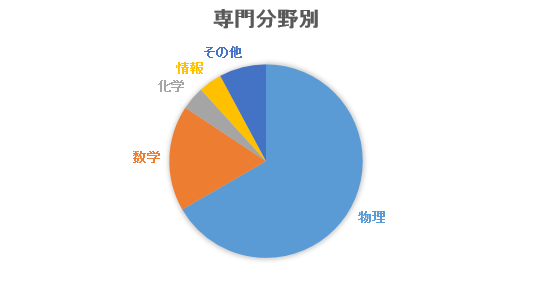 専門分野別
その他
情報
化学
数学
物理